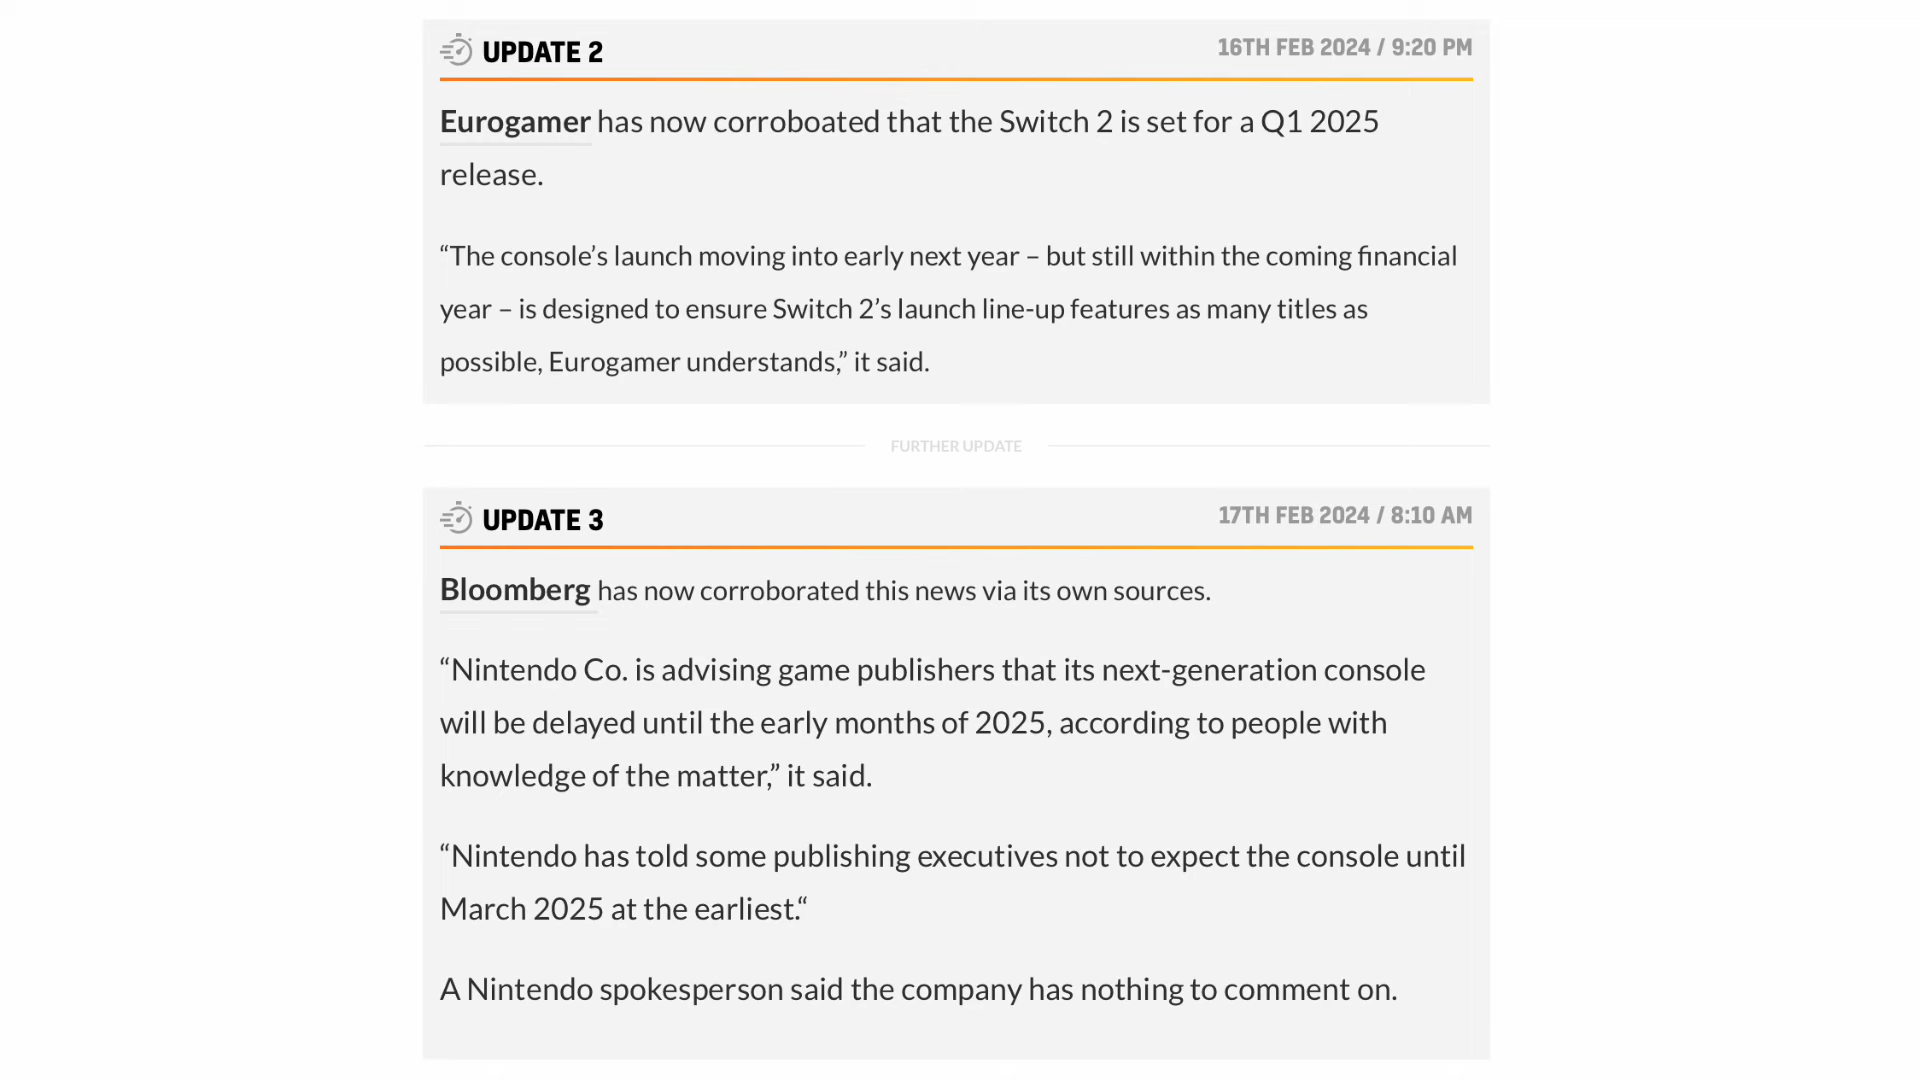 UPDATE 2
16TH FEB 2024 / 9:20 PM
Eurogamer has now corroboated that the Switch 2 is set for a Q1 2025
release.
“The console’s launch moving into early next year – but still within the coming financial
year – is designed to ensure Switch 2’s launch line-up features as many titles as
possible, Eurogamer understands,” it said.
FURTHER UPDATE
UPDATE 3
17TH FEB 2024 / 8:10 AM
Bloomberg has now corroborated this news via its own sources.
“Nintendo Co. is advising game publishers that its next-generation console
will be delayed until the early months of 2025, according to people with
knowledge of the matter,” it said.
“Nintendo has told some publishing executives not to expect the console until
March 2025 at the earliest.“
A Nintendo spokesperson said the company has nothing to comment on.